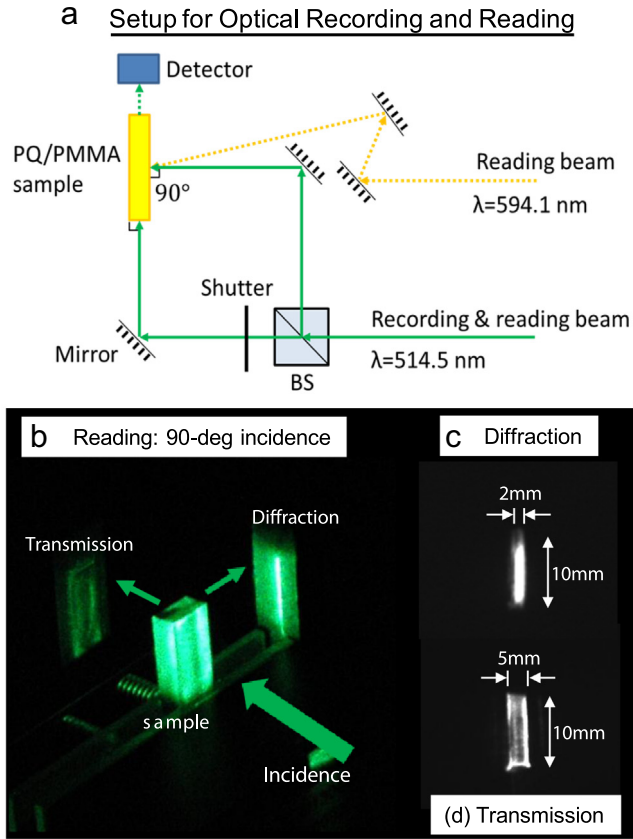 a
Setup for Optical Recording and Reading
Detector
PQ/PMMA
sample
90°
Reading beam
λ=594.1 nm
Shutter
Recording & reading beam
Mirror
λ=514.5 nm
BS
b
Reading: 90-deg incidence
Transmission
Diffraction
sample
Incidence
c
Diffraction
2mm
10mm
5mm
10mm
(d) Transmission